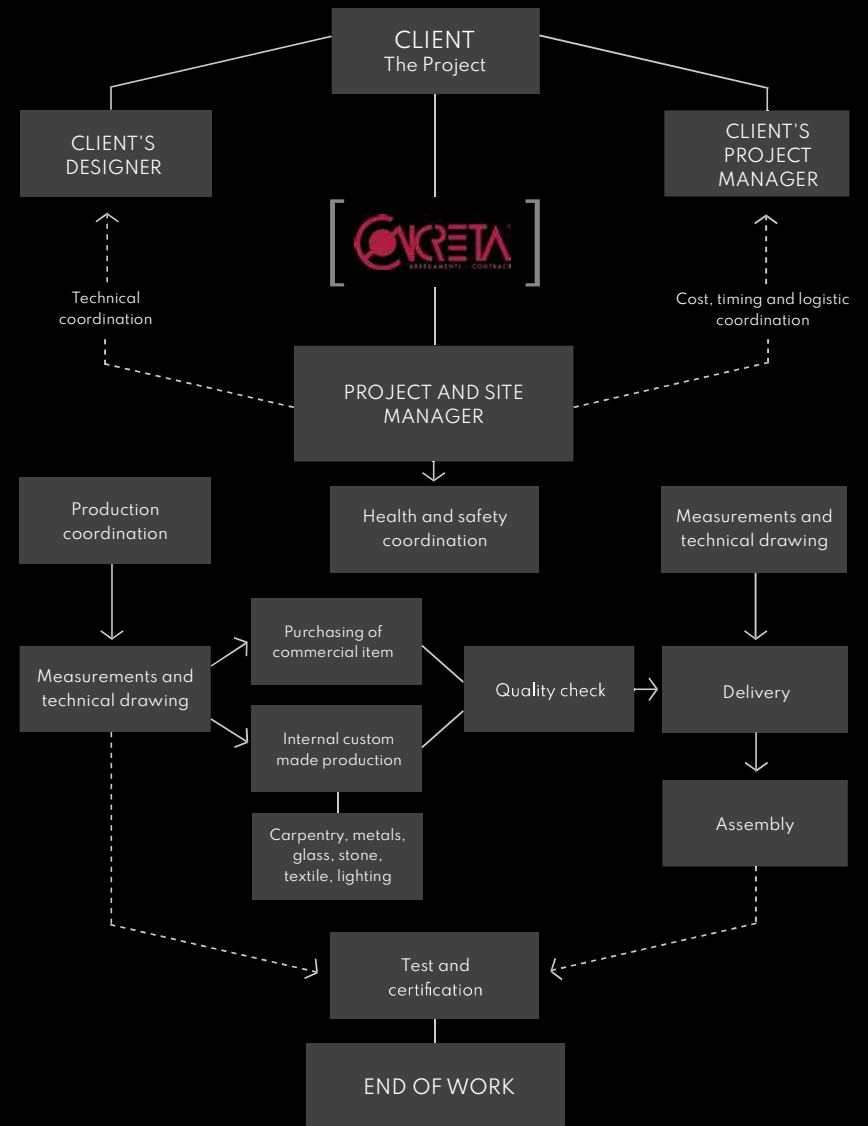 CLIENT
The Project
CLIENT'S
DESIGNER
CLIENT'S
PROJECT
MANAGER
CONCRETA
ARREDAMENTI - CONTRACT
Technical
coordination
Cost, timing and logistic
coordination
PROJECT AND SITE
MANAGER
Production
coordination
Health and safety
coordination
Measurements and
technical drawing
Purchasing of
commercial item
Measurements and
technical drawing
Quality check
Delivery
Internal custom
made production
Carpentry, metals,
glass, stone,
textile, lighting
Assembly
Test and
certification
END OF WORK